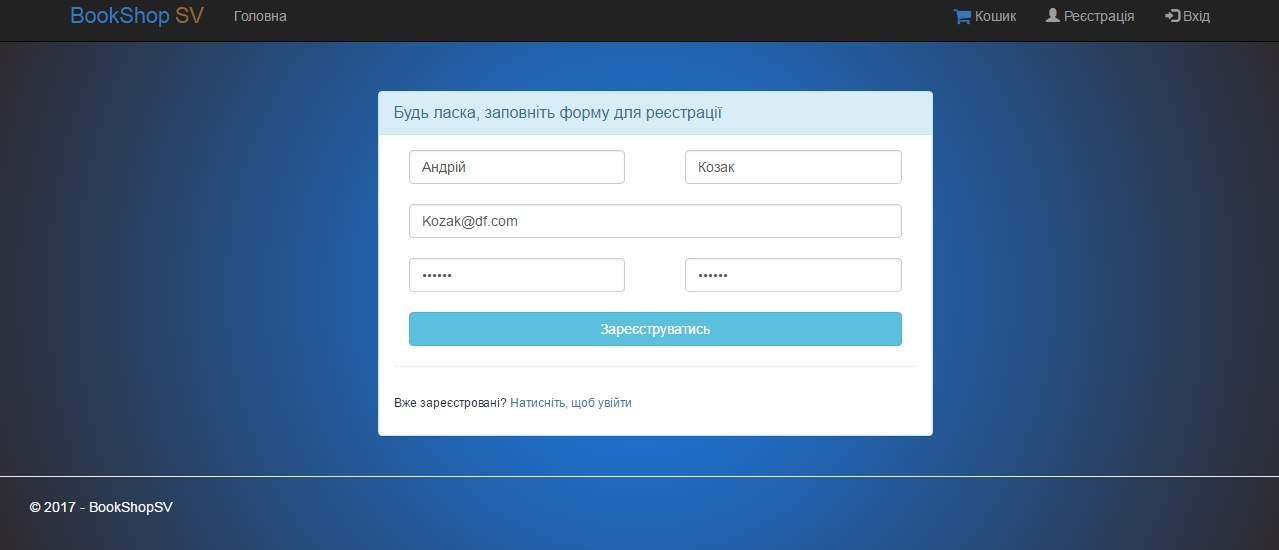 BookShop SV Головна Кошик Реєстрація Вхід
Будь ласка, заповніть форму для реєстрації
Андрій Козак
Kozak@df.com
•••••• ••••••
Зареєструватись
Вже зареєстровані? Натисніть, щоб увійти
© 2017 - BookShopSV